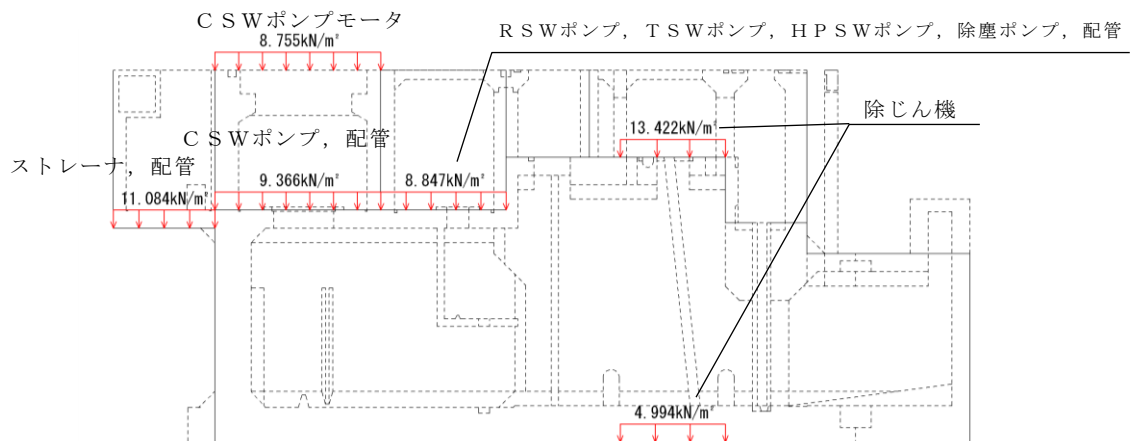 ＣＳＷポンプモータ
8.755kN/m²
ＲＳＷポンプ，ＴＳＷポンプ，ＨＰＳＷポンプ，除塵ポンプ，配管
除じん機
13.422kN/m²
ＣＳＷポンプ，配管
ストレーナ，配管
9.366kN/m²
8.847kN/m²
11.084kN/m²
4.994kN/m²